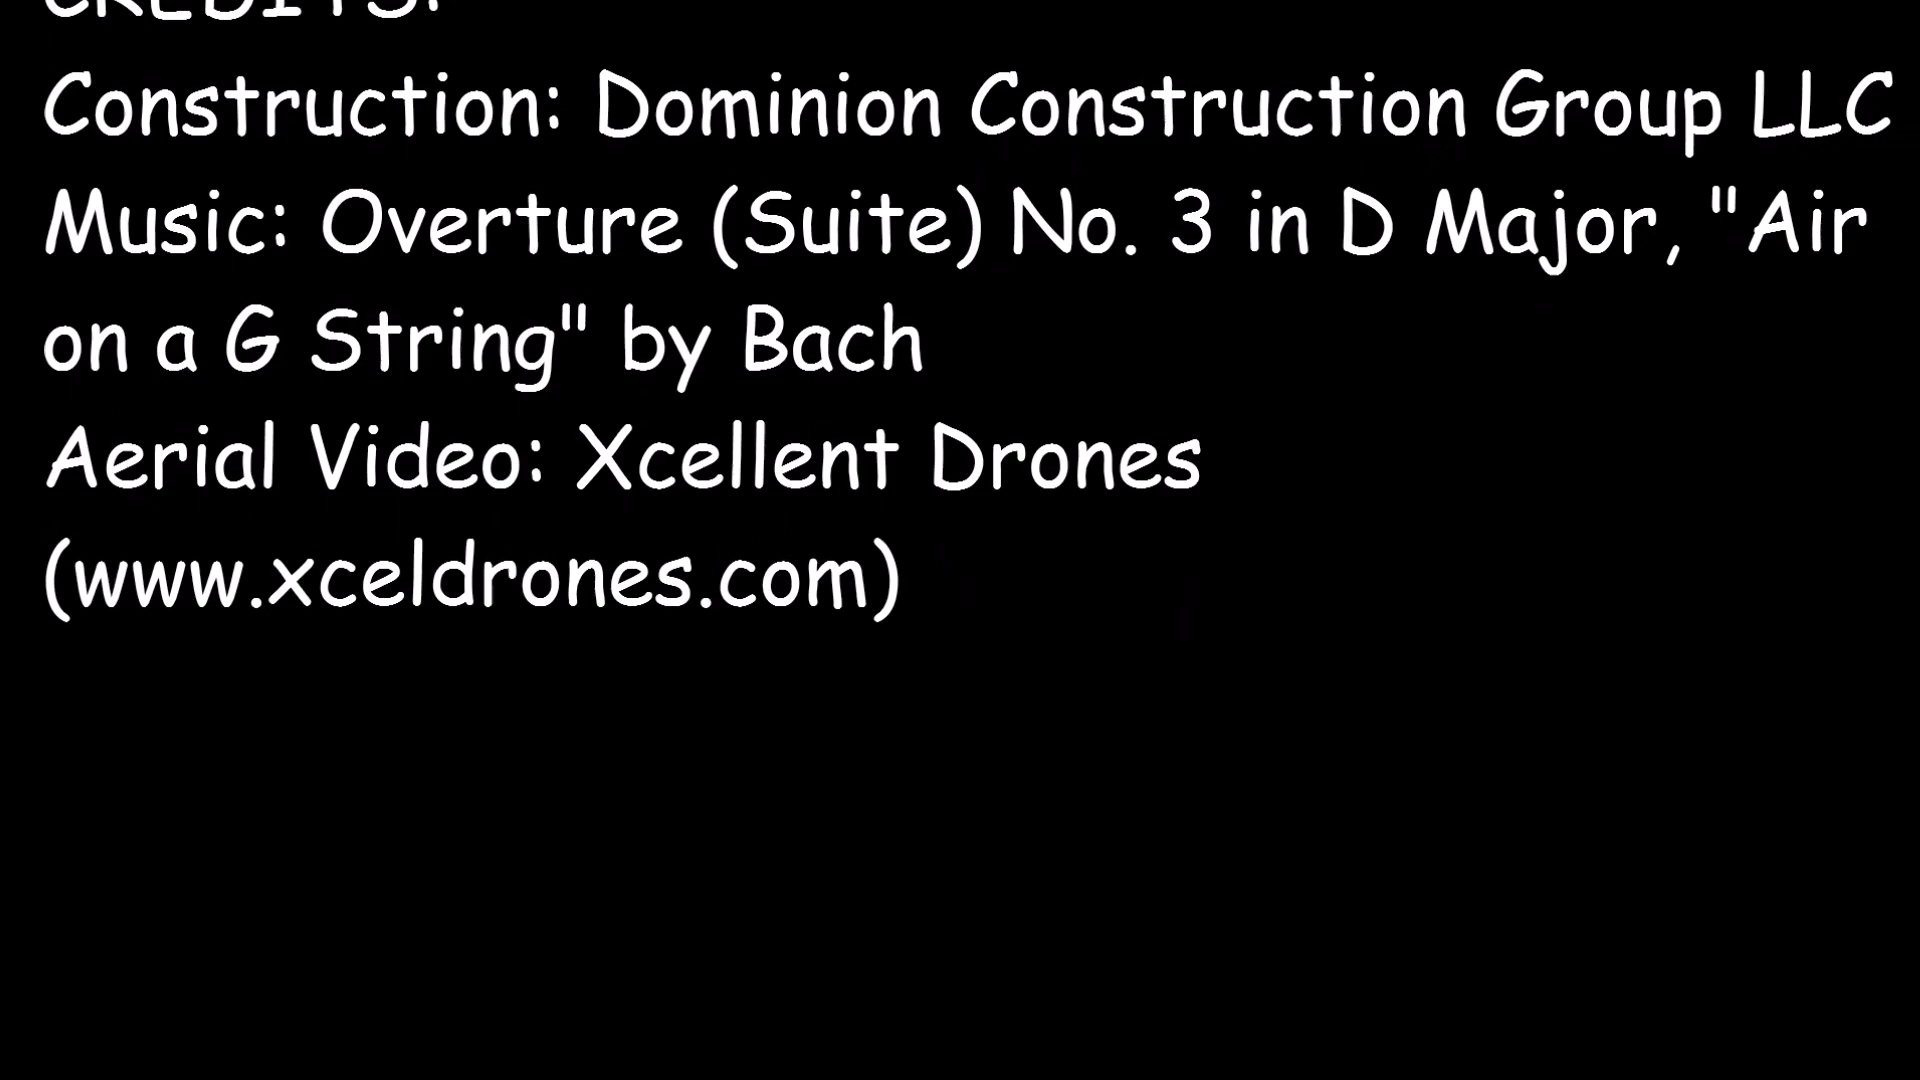 CREDITS:
Construction: Dominion Construction Group LLC
Music: Overture (Suite) No. 3 in D Major, "Air
on a G String" by Bach
Aerial Video: Xcellent Drones
(www.xceldrones.com)